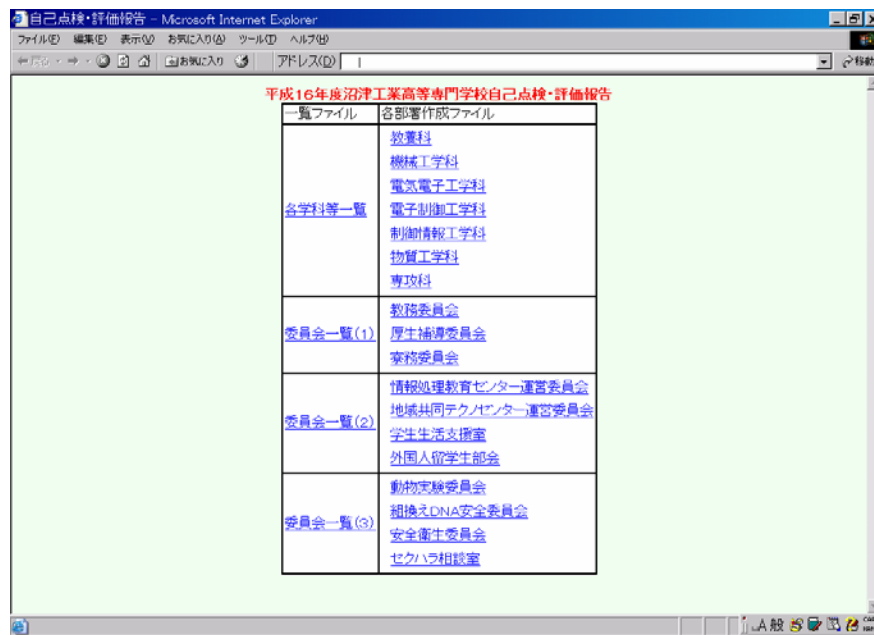 自己点検・評価報告 - Microsoft Internet Explorer
ファイル(F) 編集(E) 表示(V) お気に入り(A) ツール(T) ヘルプ(H)
戻る お気に入り アドレス(D) 移動
平成16年度沼津工業高等専門学校自己点検・評価報告
一覧ファイル 各部署作成ファイル
各学科等一覧
教養科
機械工学科
電気電子工学科
電子制御工学科
制御情報工学科
物質工学科
専攻科
委員会一覧(1)
教務委員会
厚生補導委員会
寮務委員会
委員会一覧(2)
情報処理教育センター運営委員会
地域共同テクノセンター運営委員会
学生生活支援室
外国人留学生部会
委員会一覧(3)
動物実験委員会
組換えDNA安全委員会
安全衛生委員会
セクハラ相談室
A 般